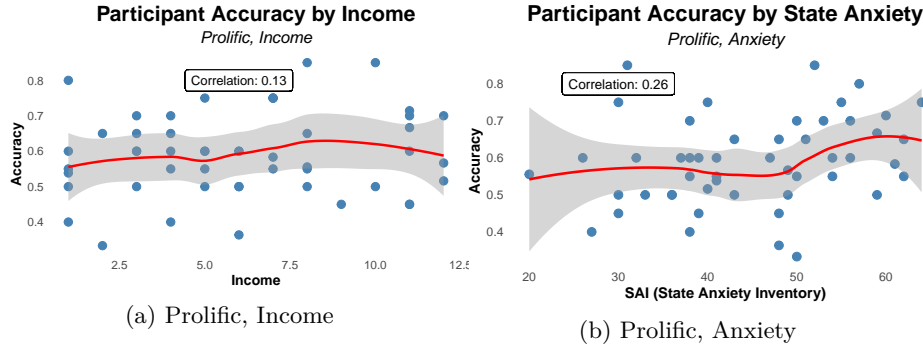 Participant Accuracy by Income
Prolific, Income
Correlation: 0.13
Accuracy
0.8
0.7
0.6
0.5
0.4
2.5
5.0
7.5
10.0
12.5
Income
(a) Prolific, Income
Participant Accuracy by State Anxiety
Prolific, Anxiety
Correlation: 0.26
Accuracy
0.8
0.7
0.6
0.5
0.4
20
30
40
50
60
SAI (State Anxiety Inventory)
(b) Prolific, Anxiety